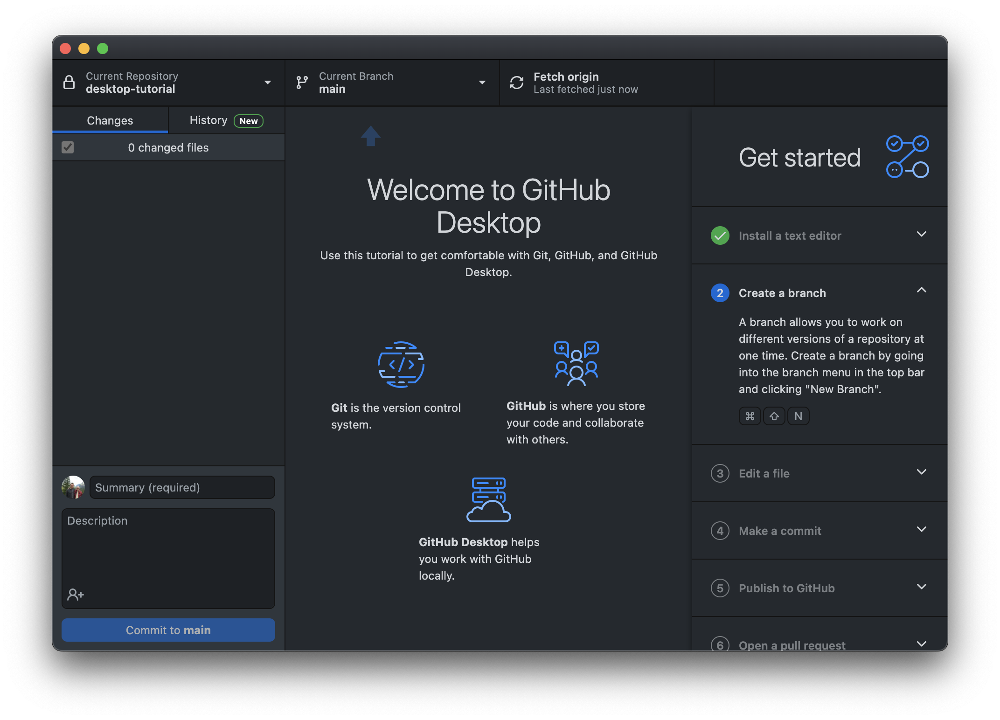 Current Repository
desktop-tutorial
Current Branch
main
Fetch origin
Last fetched just now
Changes
History New
0 changed files
Summary (required)
Description
Commit to main
Welcome to GitHub
Desktop
Use this tutorial to get comfortable with Git, GitHub, and GitHub
Desktop.
Git is the version control
system.
GitHub is where you store
your code and collaborate
with others.
GitHub Desktop helps
you work with GitHub
locally.
Get started
Install a text editor
2 Create a branch
A branch allows you to work on
different versions of a repository at
one time. Create a branch by going
into the branch menu in the top bar
and clicking "New Branch".
⌘ ⇧ N
3 Edit a file
4 Make a commit
5 Publish to GitHub
6 Open a pull request